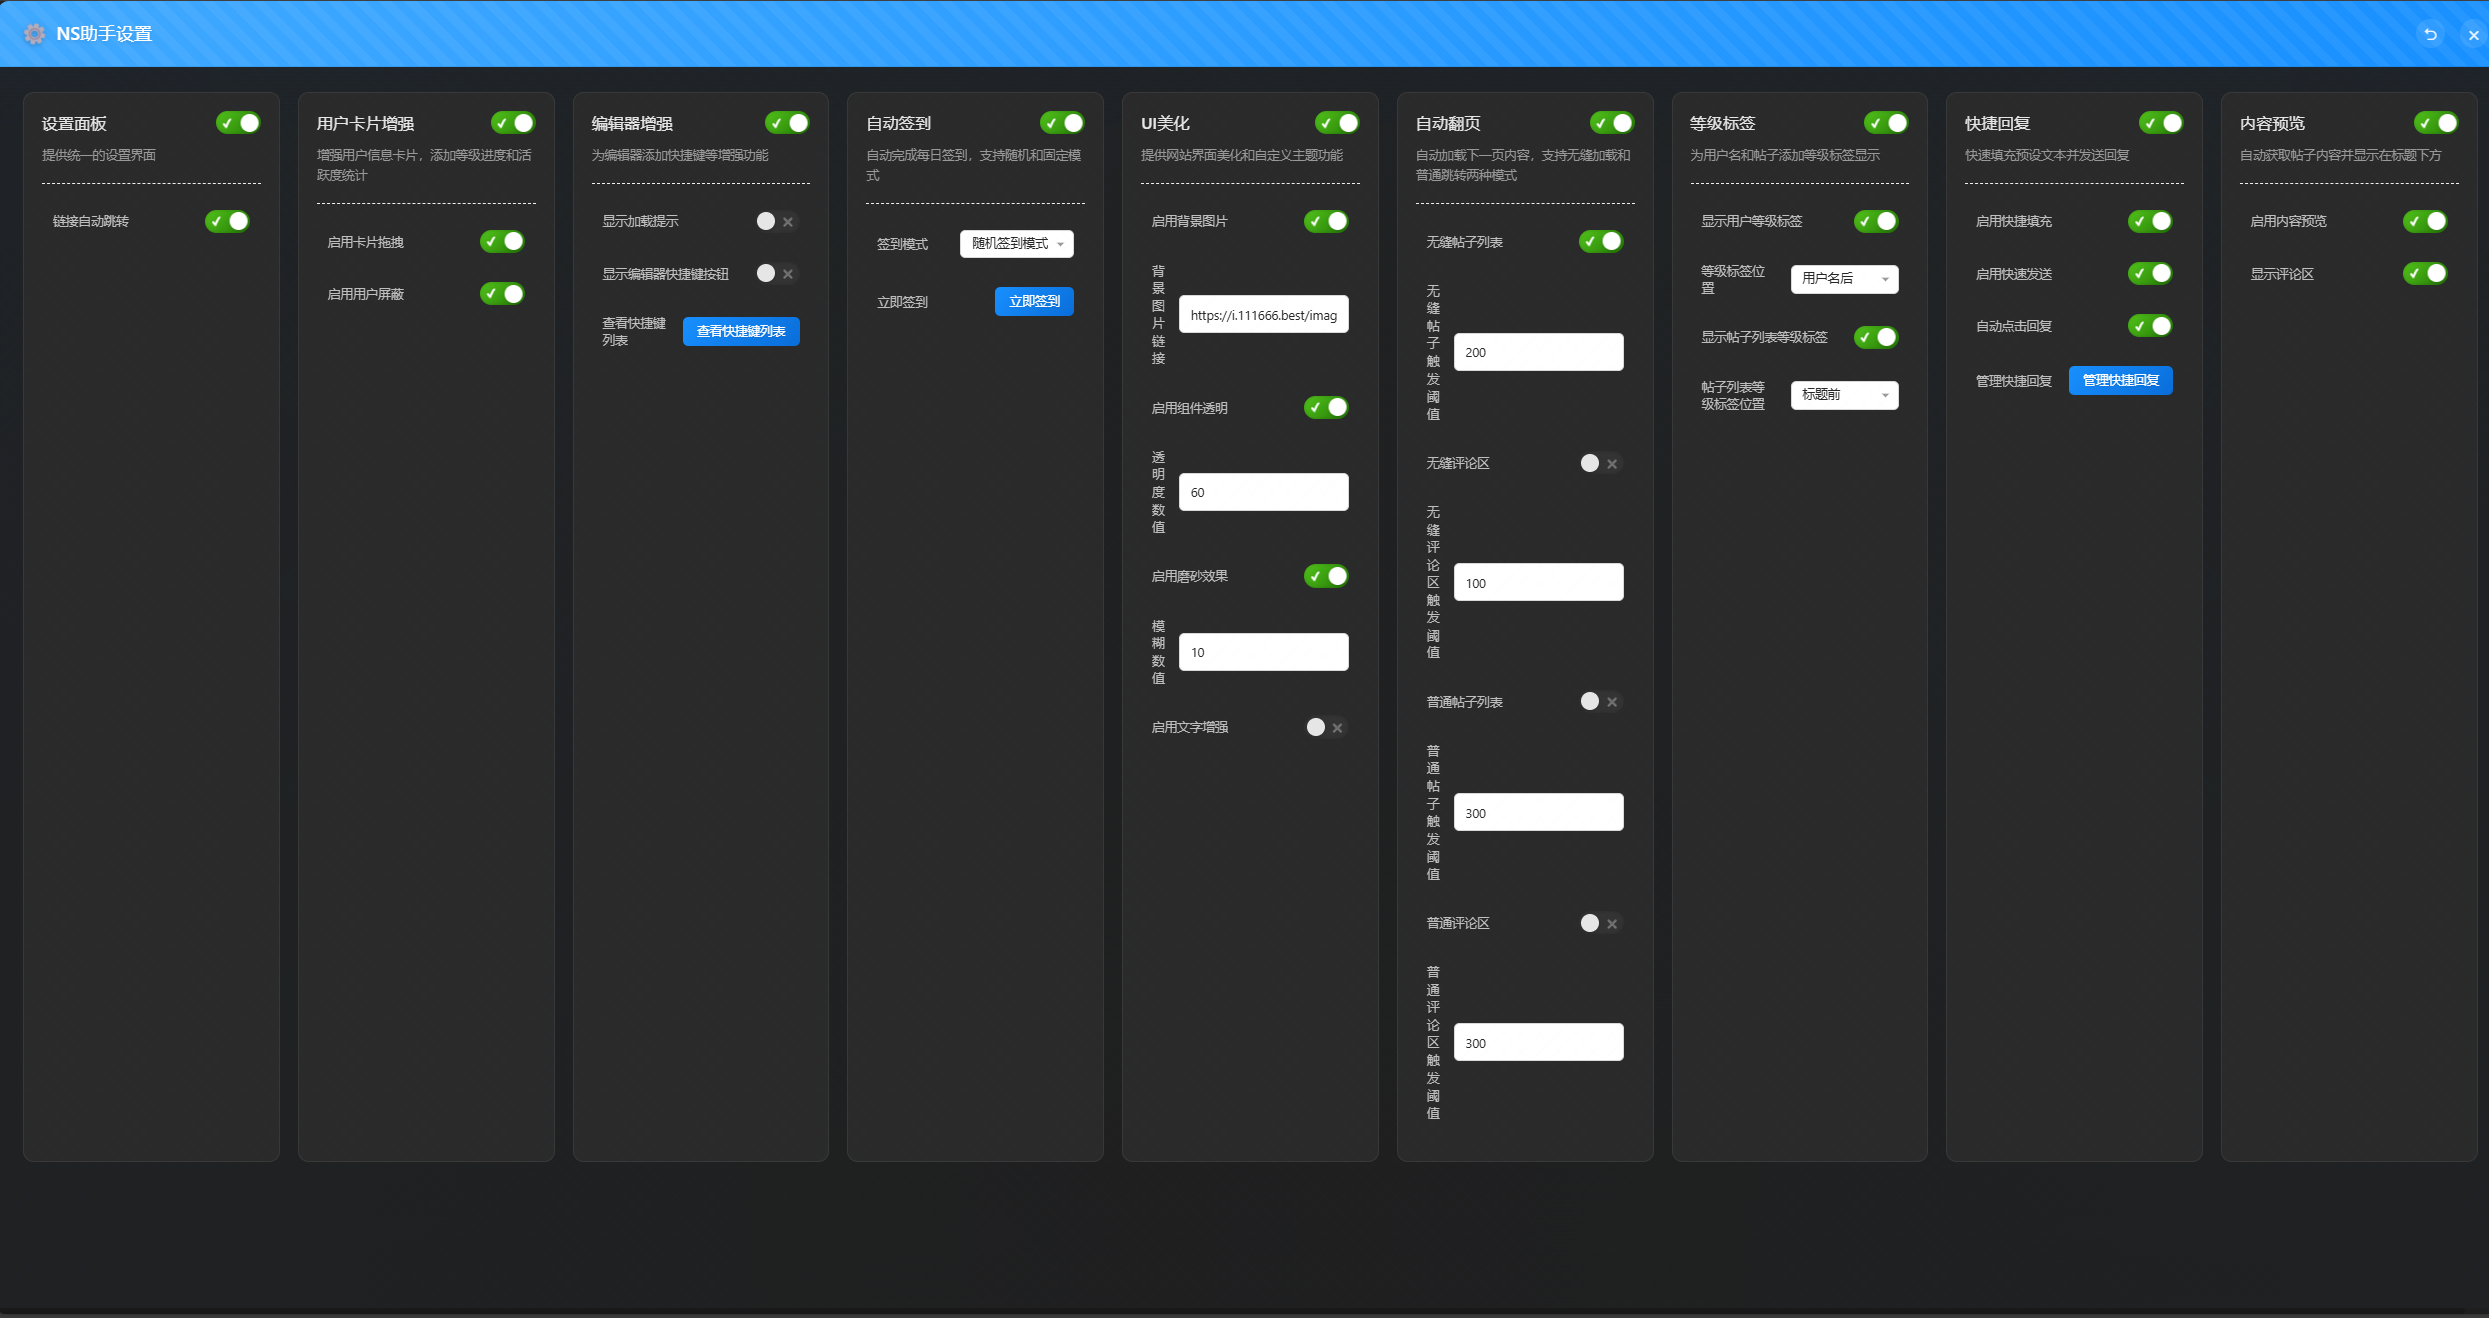 NS助手设置
设置面板
提供统一的设置界面
链接自动跳转
用户卡片增强
增强用户信息卡片，添加等级进度和活
跃度统计
启用卡片拖拽
启用用户屏蔽
编辑器增强
为编辑器添加快捷键等增强功能
显示加载提示
显示编辑器快捷键按钮
查看快捷键
列表
查看快捷键列表
自动签到
自动完成每日签到，支持随机和固定模
式
签到模式
随机签到模式
立即签到
立即签到
UI美化
提供网站界面美化和自定义主题功能
启用背景图片
背景图片链接
https://i.111666.best/imag
启用组件透明
透明度数值
60
启用磨砂效果
模糊数值
10
启用文字增强
自动翻页
自动加载下一页内容，支持无缝加载和
普通跳转两种模式
无缝帖子列表
无缝帖子触发阈值
200
无缝评论区
无缝评论区触发阈值
100
普通帖子列表
普通帖子触发阈值
300
普通评论区
普通评论区触发阈值
300
等级标签
为用户名和帖子添加等级标签显示
显示用户等级标签
等级标签位
置
用户名后
显示帖子列表等级标签
帖子列表等
级标签位置
标题前
快捷回复
快速填充预设文本并发送回复
启用快捷填充
启用快速发送
自动点击回复
管理快捷回复
管理快捷回复
内容预览
自动获取帖子内容并显示在标题下方
启用内容预览
显示评论区